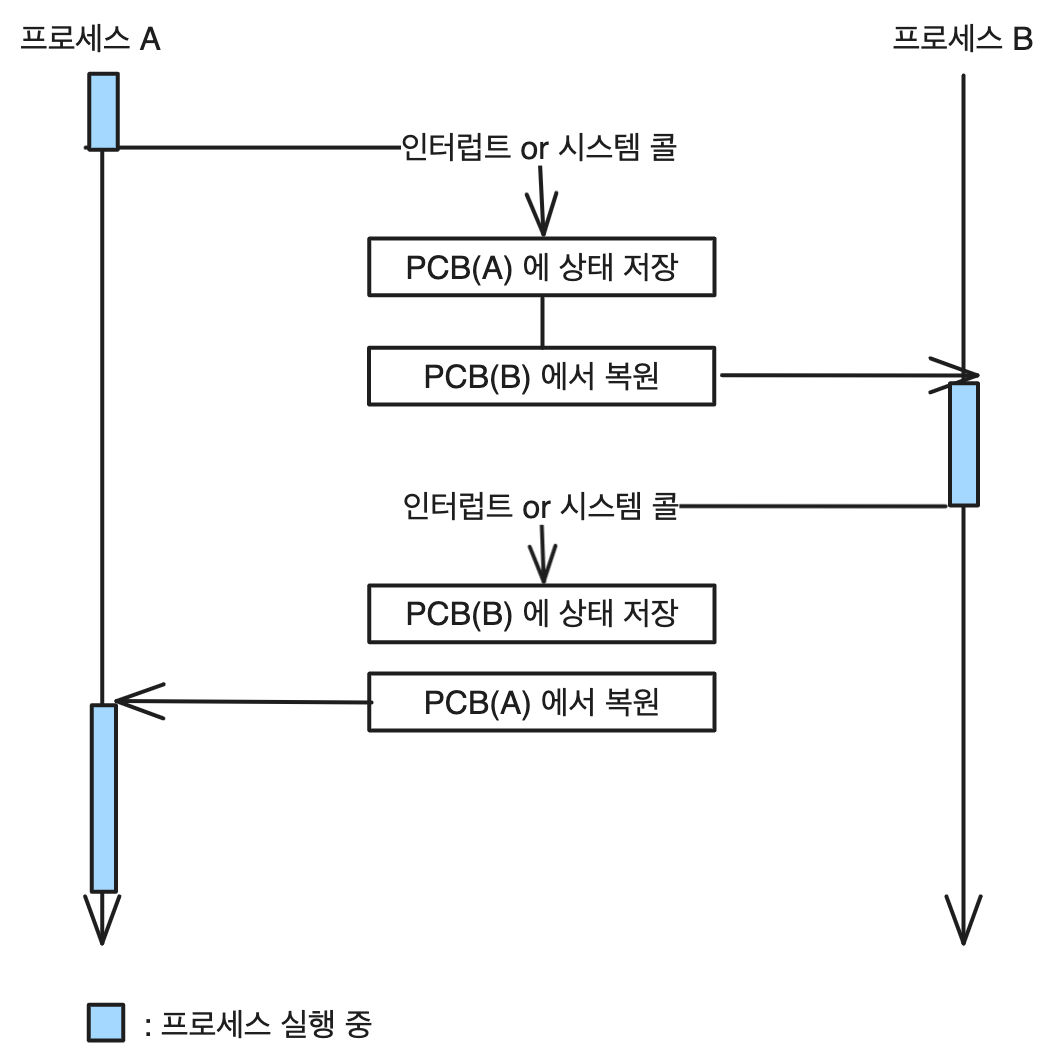 프로세스 A
프로세스 B
인터럽트 or 시스템 콜
PCB(A) 에 상태 저장
PCB(B) 에서 복원
인터럽트 or 시스템 콜
PCB(B) 에 상태 저장
PCB(A) 에서 복원
: 프로세스 실행 중